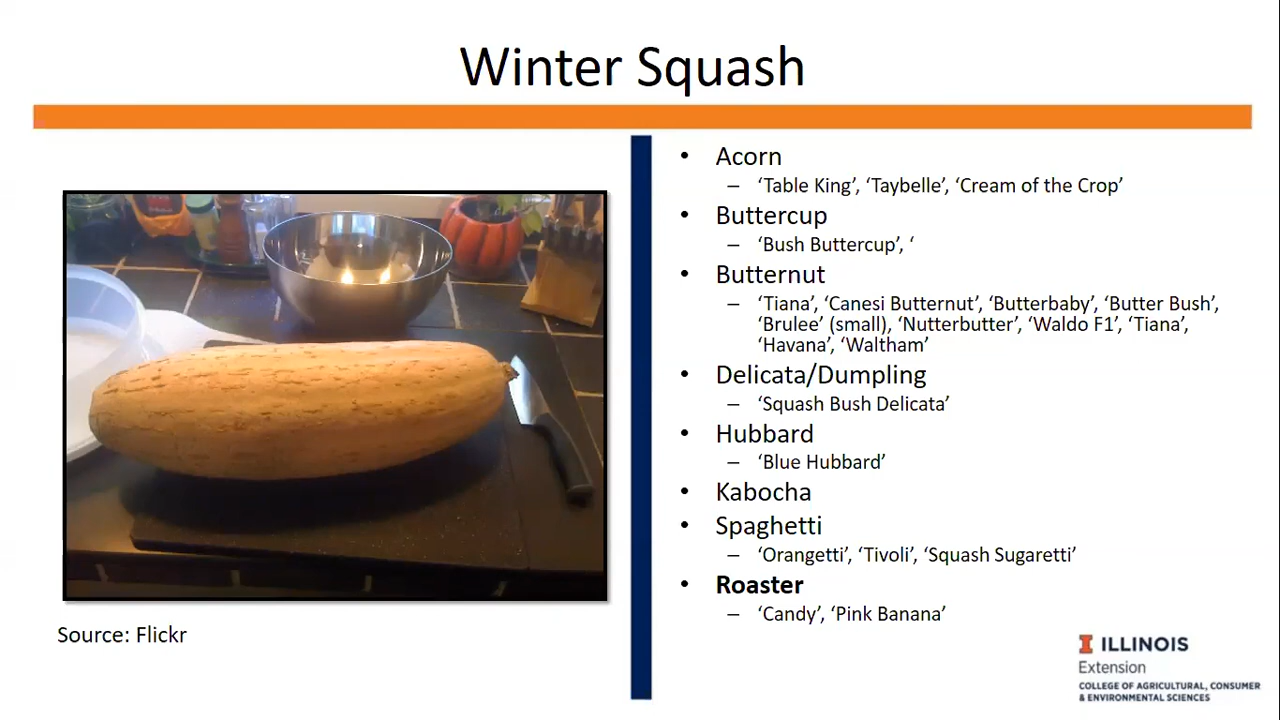 Winter Squash
• Acorn
– ‘Table King’, ‘Taybelle’, ‘Cream of the Crop’
• Buttercup
– ‘Bush Buttercup’, ‘
• Butternut
– ‘Tiana’, ‘Canesi Butternut’, ‘Butterbaby’, ‘Butter Bush’,
‘Brulee’ (small), ‘Nutterbutter’, ‘Waldo F1’, ‘Tiana’,
‘Havana’, ‘Waltham’
• Delicata/Dumpling
– ‘Squash Bush Delicata’
• Hubbard
– ‘Blue Hubbard’
• Kabocha
• Spaghetti
– ‘Orangetti’, ‘Tivoli’, ‘Squash Sugaretti’
• Roaster
– ‘Candy’, ‘Pink Banana’
Source: Flickr
I ILLINOIS
Extension
COLLEGE OF AGRICULTURAL, CONSUMER
& ENVIRONMENTAL SCIENCES